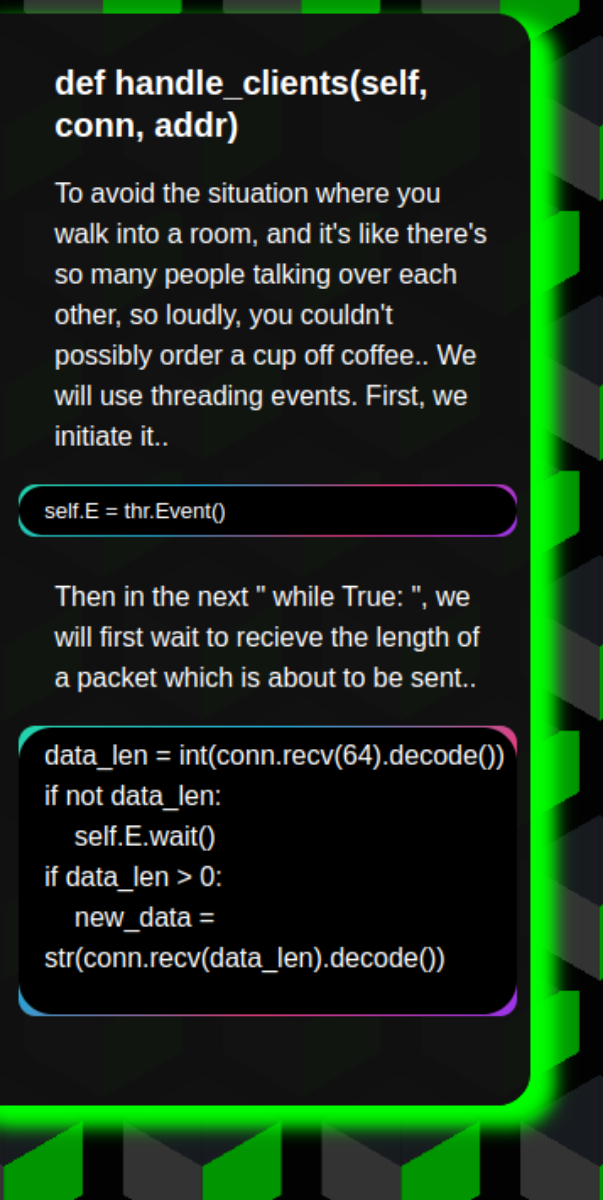 def handle_clients(self,
conn, addr)
To avoid the situation where you
walk into a room, and it's like there's
so many people talking over each
other, so loudly, you couldn't
possibly order a cup off coffee.. We
will use threading events. First, we
initiate it..
self.E = thr.Event()
Then in the next " while True: ", we
will first wait to recieve the length of
a packet which is about to be sent..
data_len = int(conn.recv(64).decode())
if not data_len:
    self.E.wait()
if data_len > 0:
    new_data =
str(conn.recv(data_len).decode())